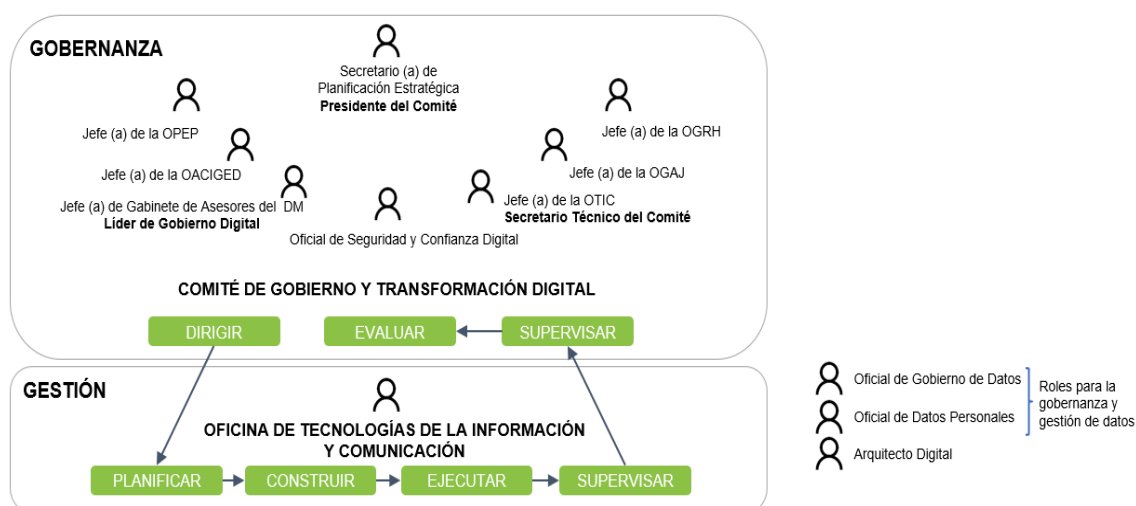 GOBERNANZA
Secretario (a) de
Planificación Estratégica
Presidente del Comité
Jefe (a) de la OPEP
Jefe (a) de la OGRH
Jefe (a) de la OACIGED
Jefe (a) de la OGAJ
Jefe (a) de Gabinete de Asesores del DM
Líder de Gobierno Digital
Jefe (a) de la OTIC
Secretario Técnico del Comité
Oficial de Seguridad y Confianza Digital
COMITÉ DE GOBIERNO Y TRANSFORMACIÓN DIGITAL
DIRIGIR
EVALUAR
SUPERVISAR
GESTIÓN
OFICINA DE TECNOLOGÍAS DE LA INFORMACIÓN
Y COMUNICACIÓN
PLANIFICAR
CONSTRUIR
EJECUTAR
SUPERVISAR
Oficial de Gobierno de Datos
Oficial de Datos Personales
Arquitecto Digital
Roles para la
gobernanza y
gestión de datos